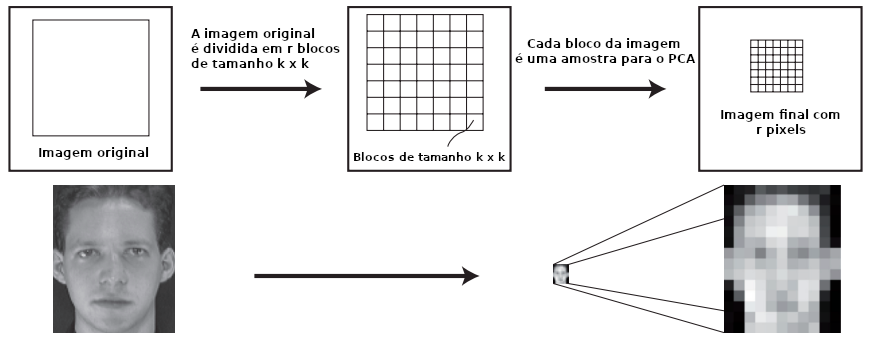 Imagem original
A imagem original
é dividida em r blocos
de tamanho k x k
Blocos de tamanho k x k
Cada bloco da imagem
é uma amostra para o PCA
Imagem final com
r pixels